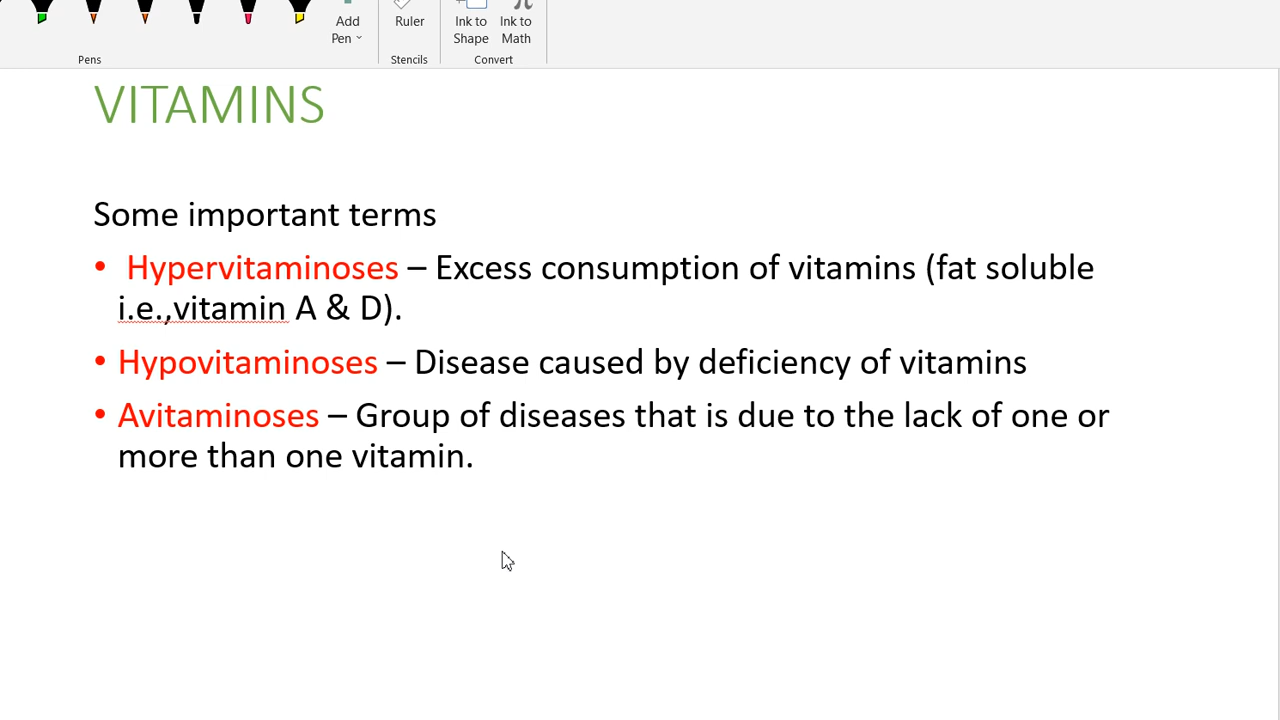 Add
Pen
Ruler
Ink to
Shape
Ink to
Math
Pens
Stencils
Convert
VITAMINS
Some important terms
• Hypervitaminoses – Excess consumption of vitamins (fat soluble
i.e.,vitamin A & D).
• Hypovitaminoses – Disease caused by deficiency of vitamins
• Avitaminoses – Group of diseases that is due to the lack of one or
more than one vitamin.